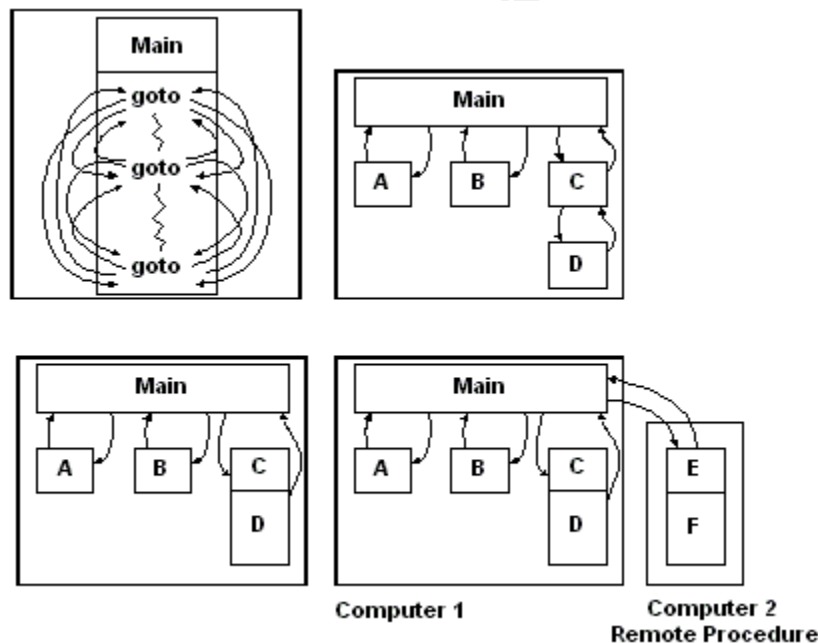 Main
goto
goto
goto
Main
A
B
C
D
Main
A
B
C
D
Main
A
B
C
D
E
F
Computer 1
Computer 2
Remote Procedure